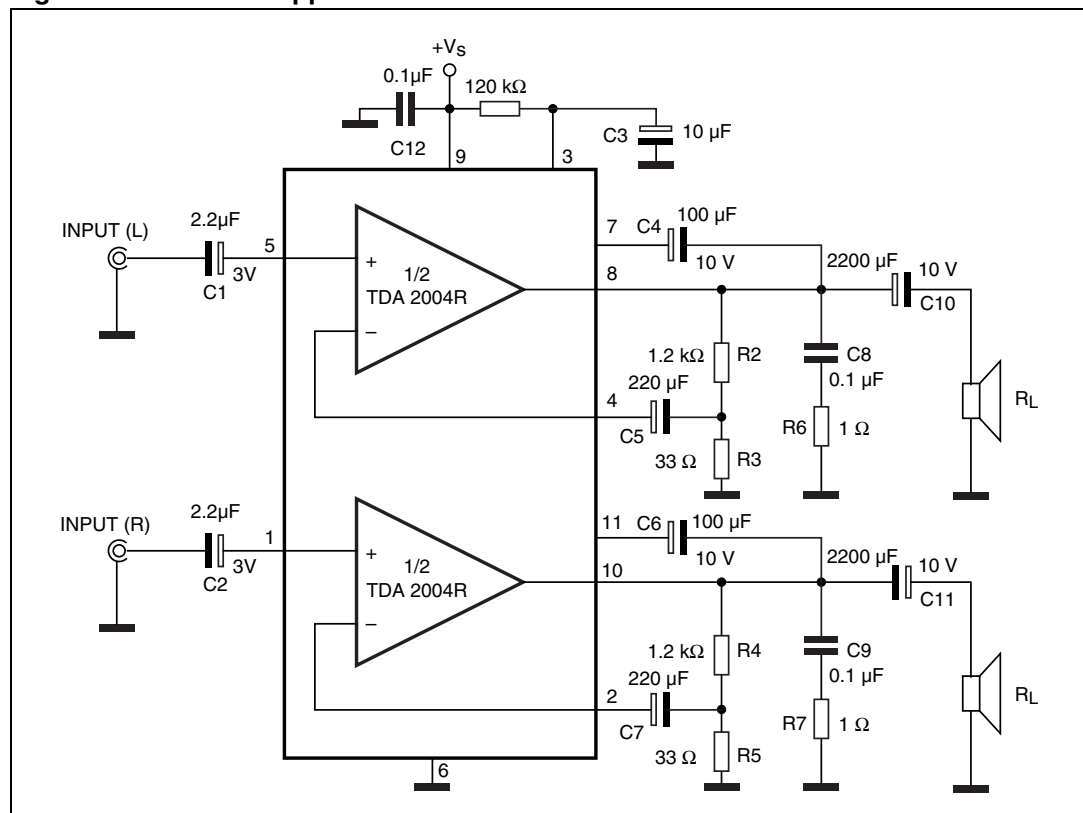 +VS
0.1µF
120 kΩ
C12
C3
10 µF
9
3
INPUT (L)
2.2µF
C1
3V
5
+
1/2
TDA 2004R
–
7
C4
100 µF
10 V
8
2200 µF
10 V
C10
1.2 kΩ
R2
C8
0.1 µF
220 µF
4
C5
R6
1 Ω
33 Ω
R3
RL
INPUT (R)
2.2µF
C2
3V
1
+
1/2
TDA 2004R
–
11
C6
100 µF
10 V
10
2200 µF
10 V
C11
1.2 kΩ
R4
C9
0.1 µF
220 µF
2
C7
R7
1 Ω
33 Ω
R5
RL
6